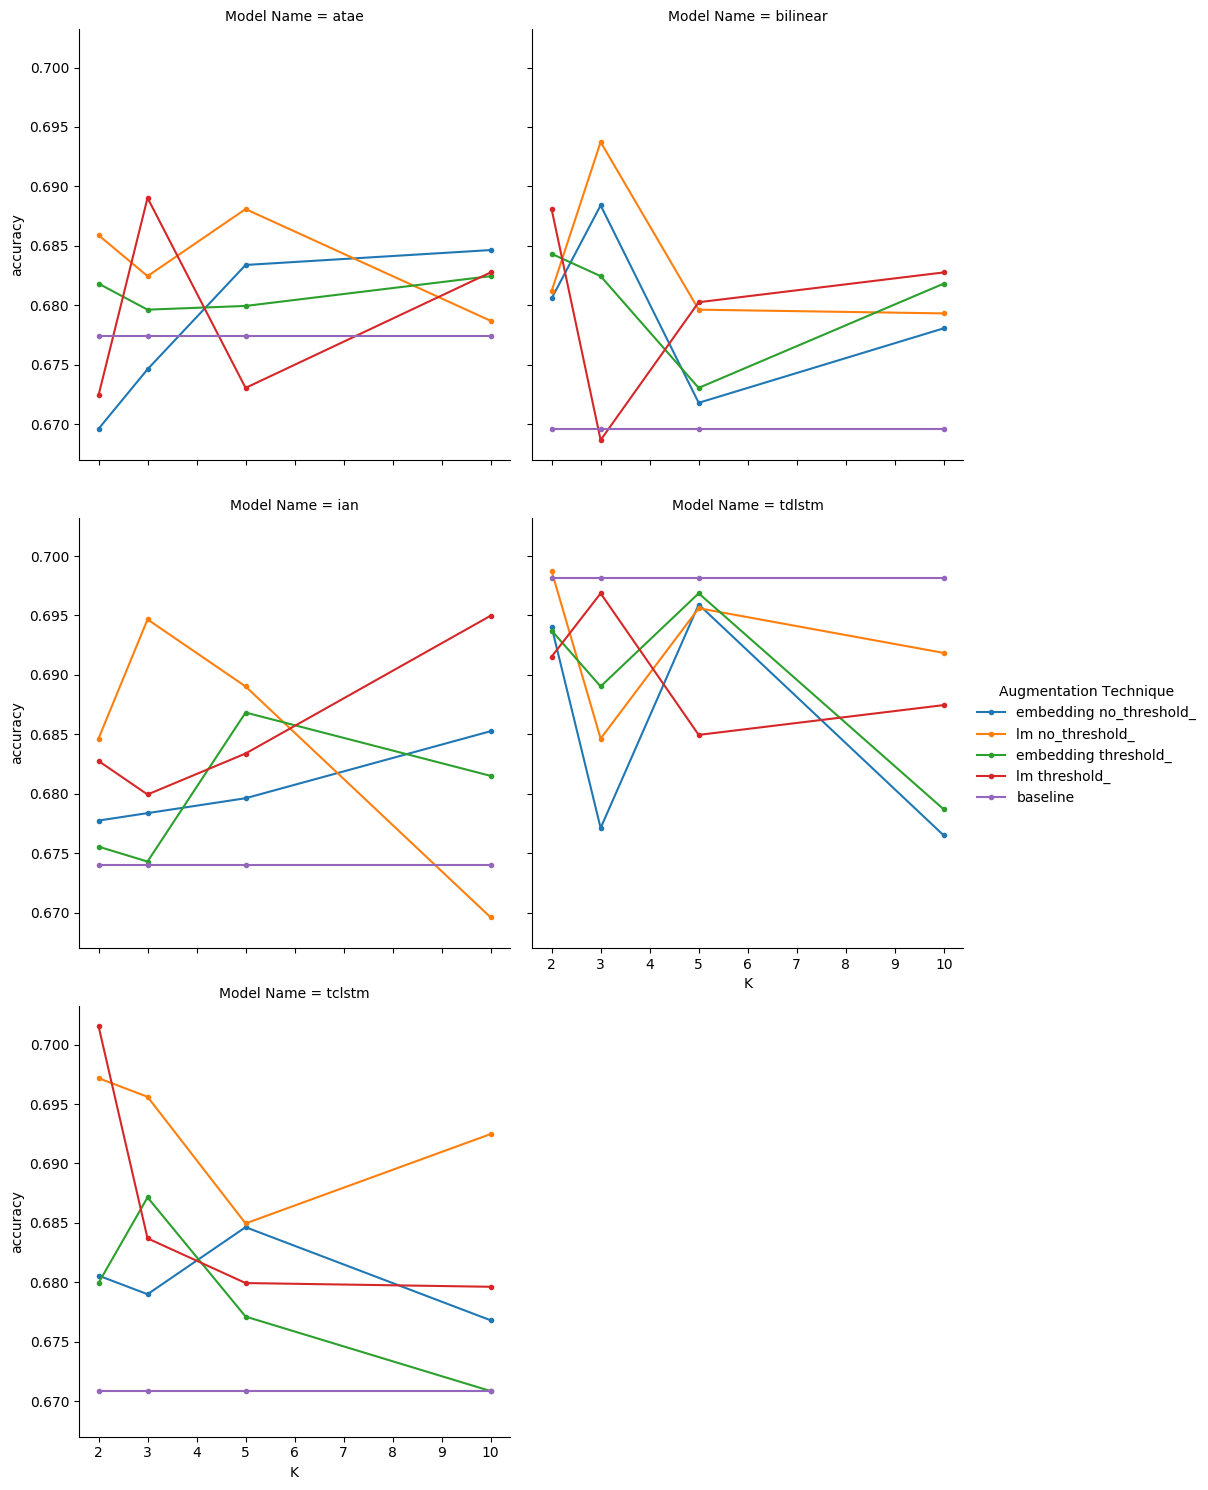 Model Name = atae
Model Name = bilinear
0.700
0.695
0.690
0.685
0.680
0.675
0.670
accuracy
Model Name = ian
Model Name = tdlstm
0.700
0.695
0.690
0.685
0.680
0.675
0.670
accuracy
2 3 4 5 6 7 8 9 10
K
Augmentation Technique
embedding no_threshold_
lm no_threshold_
embedding threshold_
lm threshold_
baseline
Model Name = tclstm
0.700
0.695
0.690
0.685
0.680
0.675
0.670
accuracy
2 3 4 5 6 7 8 9 10
K